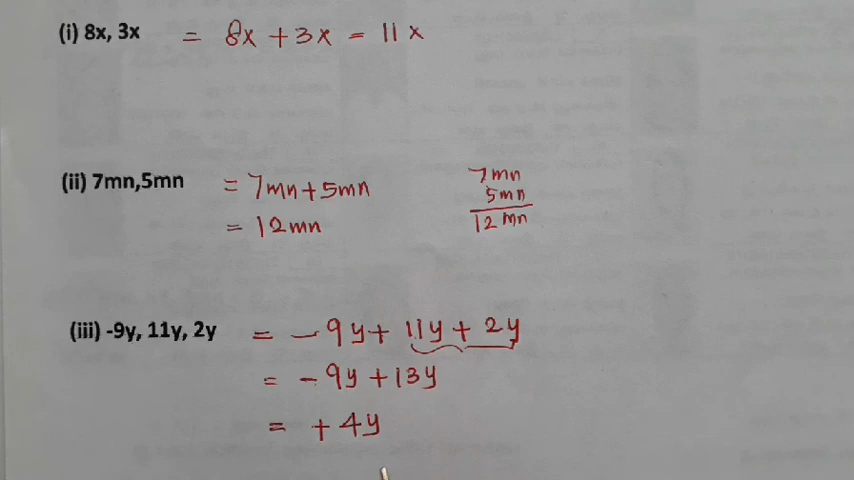 (i) 8x, 3x = 8x + 3x = 11x
(ii) 7mn,5mn = 7mn + 5mn
= 12mn
7mn
5mn
12mn
(iii) -9y, 11y, 2y = -9y + 11y + 2y
= -9y + 13y
= +4y